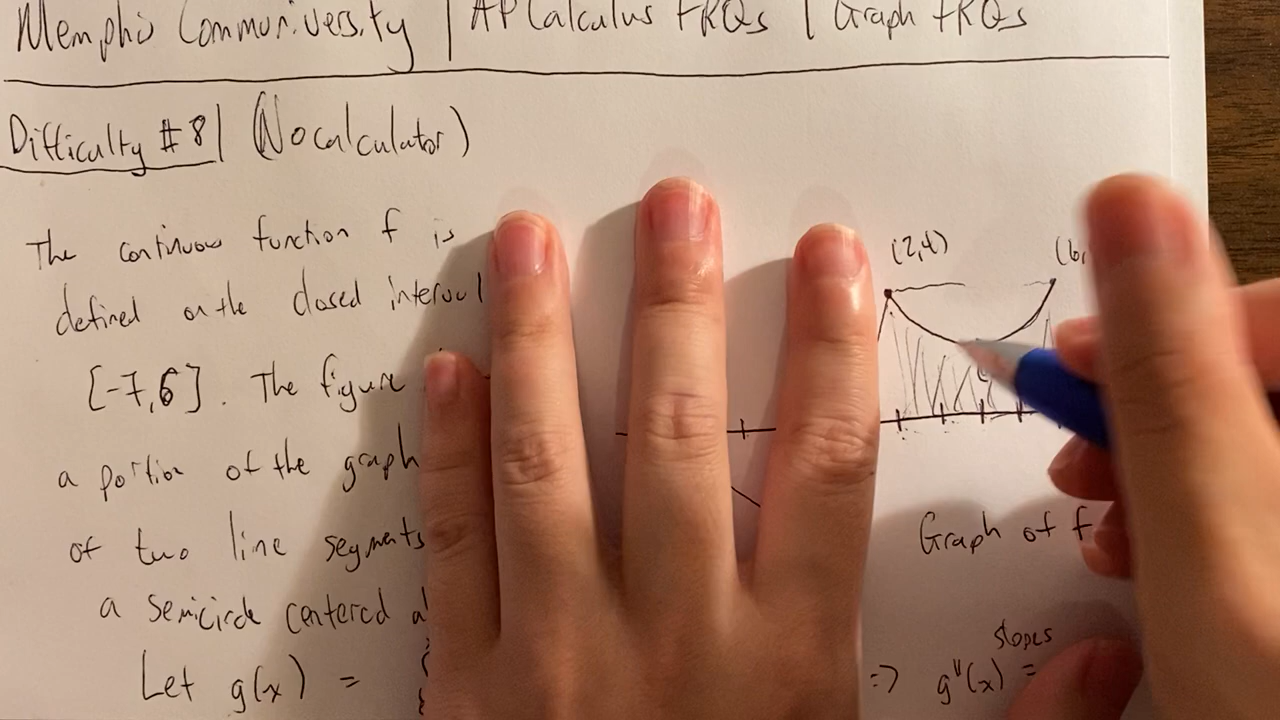 Memphis Communiversity | AP Calculus FRQs | Graph FRQs
Difficulty #8 | (No calculator)
The continuous function f is
defined on the closed interval
[-7,6]. The figure
a portion of the graph
of two line segments
a semicircle centered a
Let g(x) =
(2,4)
(6,
Graph of f
slopes
=> g"(x) =